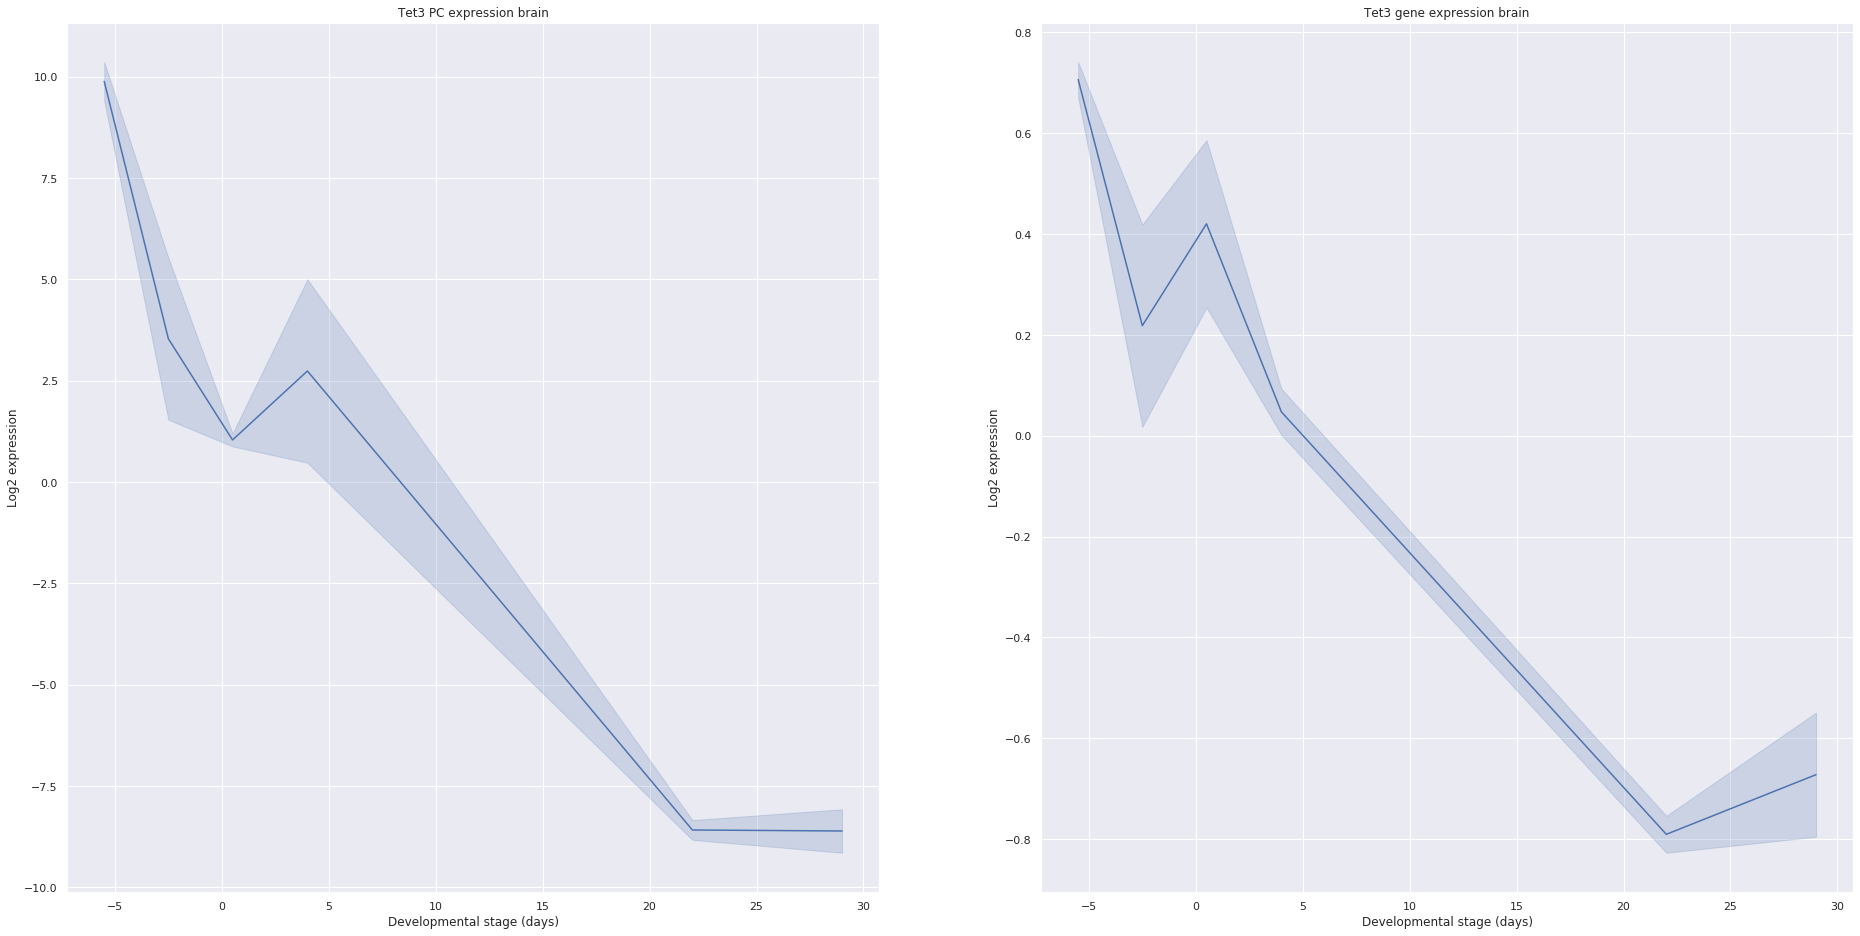 Tet3 PC expression brain
10.0
7.5
5.0
2.5
0.0
−2.5
−5.0
−7.5
−10.0
Log2 expression
−5 0 5 10 15 20 25 30
Developmental stage (days)
Tet3 gene expression brain
0.8
0.6
0.4
0.2
0.0
−0.2
−0.4
−0.6
−0.8
Log2 expression
−5 0 5 10 15 20 25 30
Developmental stage (days)